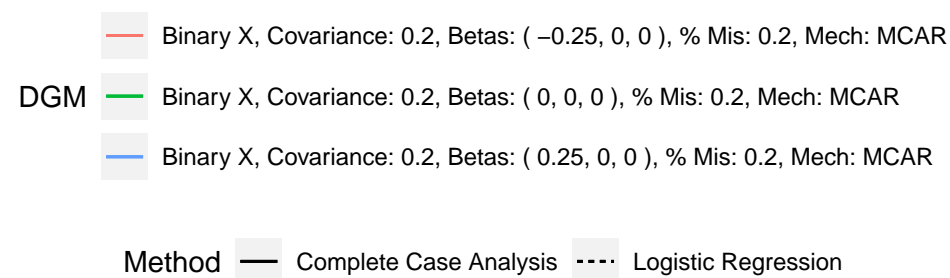 Binary X, Covariance: 0.2, Betas: ( −0.25, 0, 0 ), % Mis: 0.2, Mech: MCAR
DGM Binary X, Covariance: 0.2, Betas: ( 0, 0, 0 ), % Mis: 0.2, Mech: MCAR
Binary X, Covariance: 0.2, Betas: ( 0.25, 0, 0 ), % Mis: 0.2, Mech: MCAR
Method Complete Case Analysis Logistic Regression